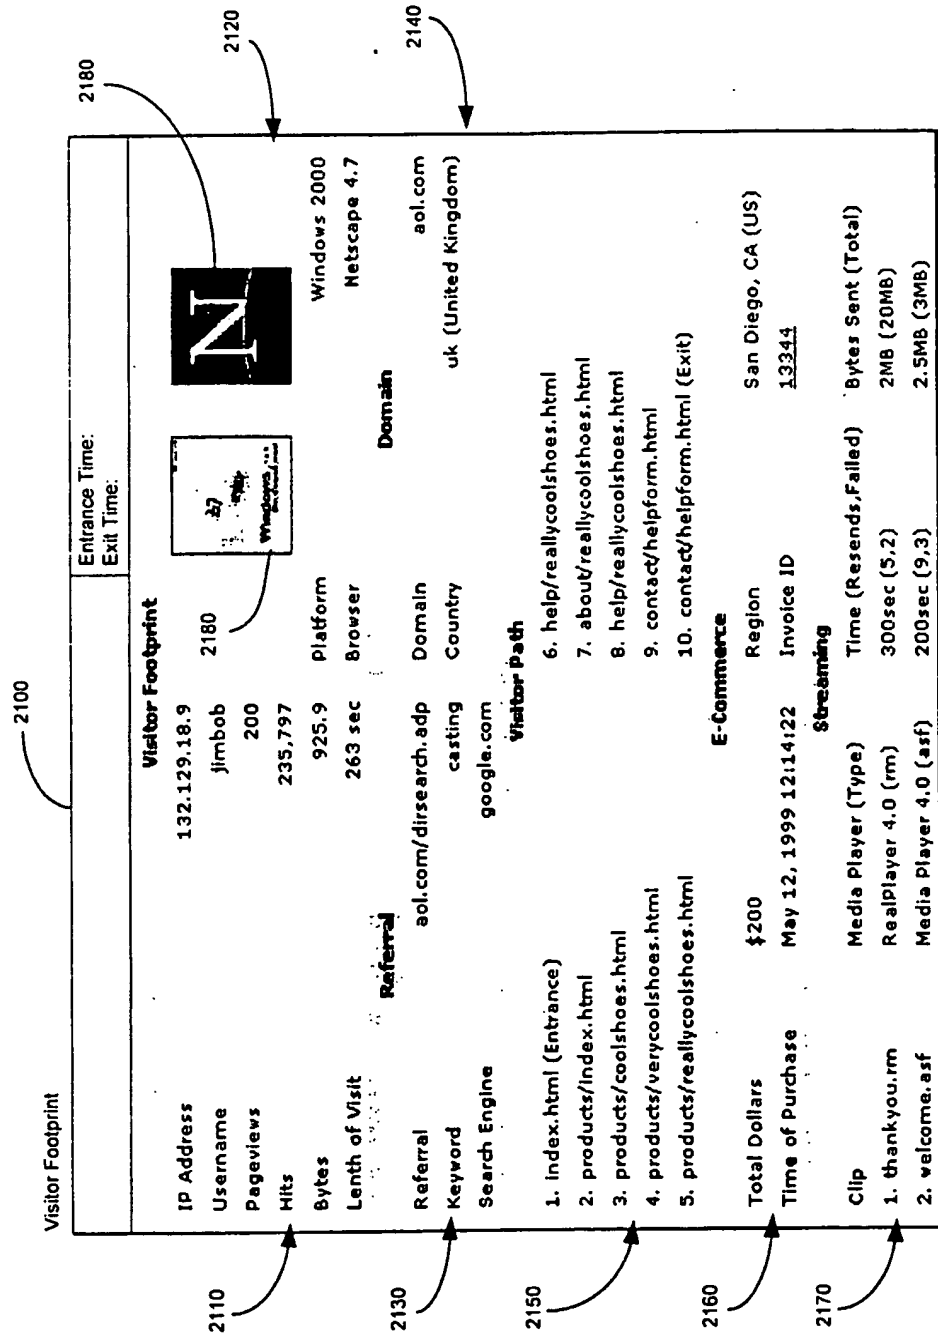 Visitor Footprint
2100
Entrance Time:
Exit Time:
Visitor Footprint
IP Address 132.129.18.9
Username Jimbob 2180
Pageviews 200
Hits 235,797
Bytes 925.9 Platform Windows 2000
Lenth of Visit 263 sec Browser Netscape 4.7
N
Windows
2180
2110
2120
Referral Domain
Referral aol.com/dirsearch.adp Domain aol.com
Keyword casting Country uk (United Kingdom)
Search Engine google.com
2130
2140
Visitor Path
1. index.html (Entrance) 6. help/reallycoolshoes.html
2. products/index.html 7. about/reallycoolshoes.html
3. products/coolshoes.html 8. help/reallycoolshoes.html
4. products/verycoolshoes.html 9. contact/helpform.html
5. products/reallycoolshoes.html 10. contact/helpform.html (Exit)
2150
E-Commerce
Total Dollars $200 Region San Diego, CA (US)
Time of Purchase May 12, 1999 12:14:22 Invoice ID 13344
2160
Streaming
Clip Media Player (Type) Time (Resends,Failed) Bytes Sent (Total)
1. thankyou.rm RealPlayer 4.0 (rm) 300sec (5,2) 2MB (20MB)
2. welcome.asf Media Player 4.0 (asf) 200sec (9,3) 2.5MB (3MB)
2170